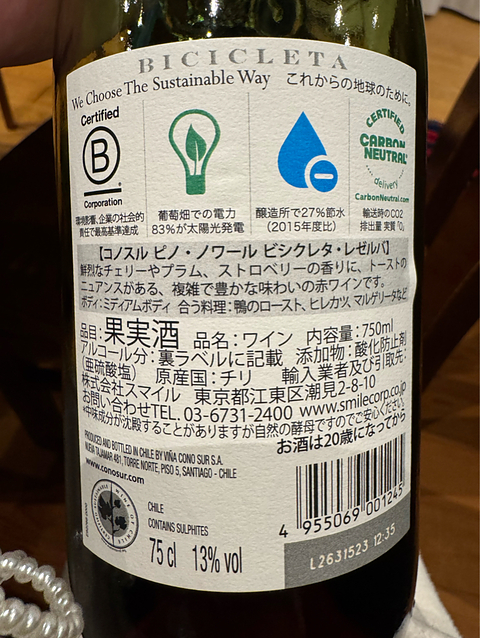 BICICLETA
We Choose The Sustainable Way これからの地球のために。
Certified
B
Corporation
環境影響、企業の社会的
責任で最高基準達成
葡萄畑での電力
83%が太陽光発電
醸造所で27%節水
(2015年度比)
CERTIFIED
CARBON
NEUTRAL
delivery
CarbonNeutral.com
輸送時のCO2
排出量 実質
【コノスル ピノ・ノワール ビシクレタ・レゼルバ】
鮮烈なチェリーやプラム、ストロベリーの香りに、トーストの
ニュアンスがある、複雑で豊かな味わいの赤ワインです。
ボディ:ミディアムボディ 合う料理:鴨のロースト、ヒレカツ、マルゲリータなど
品目:果実酒 品名:ワイン 内容量:750ml
アルコール分:裏ラベルに記載 添加物:酸化防止剤
(亜硫酸塩) 原産国:チリ 輸入業者及び引取先:
株式会社スマイル 東京都江東区潮見2-8-10
お問い合わせTEL. 03-6731-2400 www.smilecorp.co.jp
*中味成分が沈殿することがありますが自然の酵母ですのでご安心ください。
お酒は20歳になってから
PRODUCED AND BOTTLED IN CHILE BY VIÑA CONO SUR S.A.
NUEVA TAJAMAR 481, TORRE NORTE, PISO 5, SANTIAGO - CHILE
www.conosur.com
CHILE
CONTAINS SULPHITES
75 cl 13% vol
4 955069 001245
L2631523 12:35